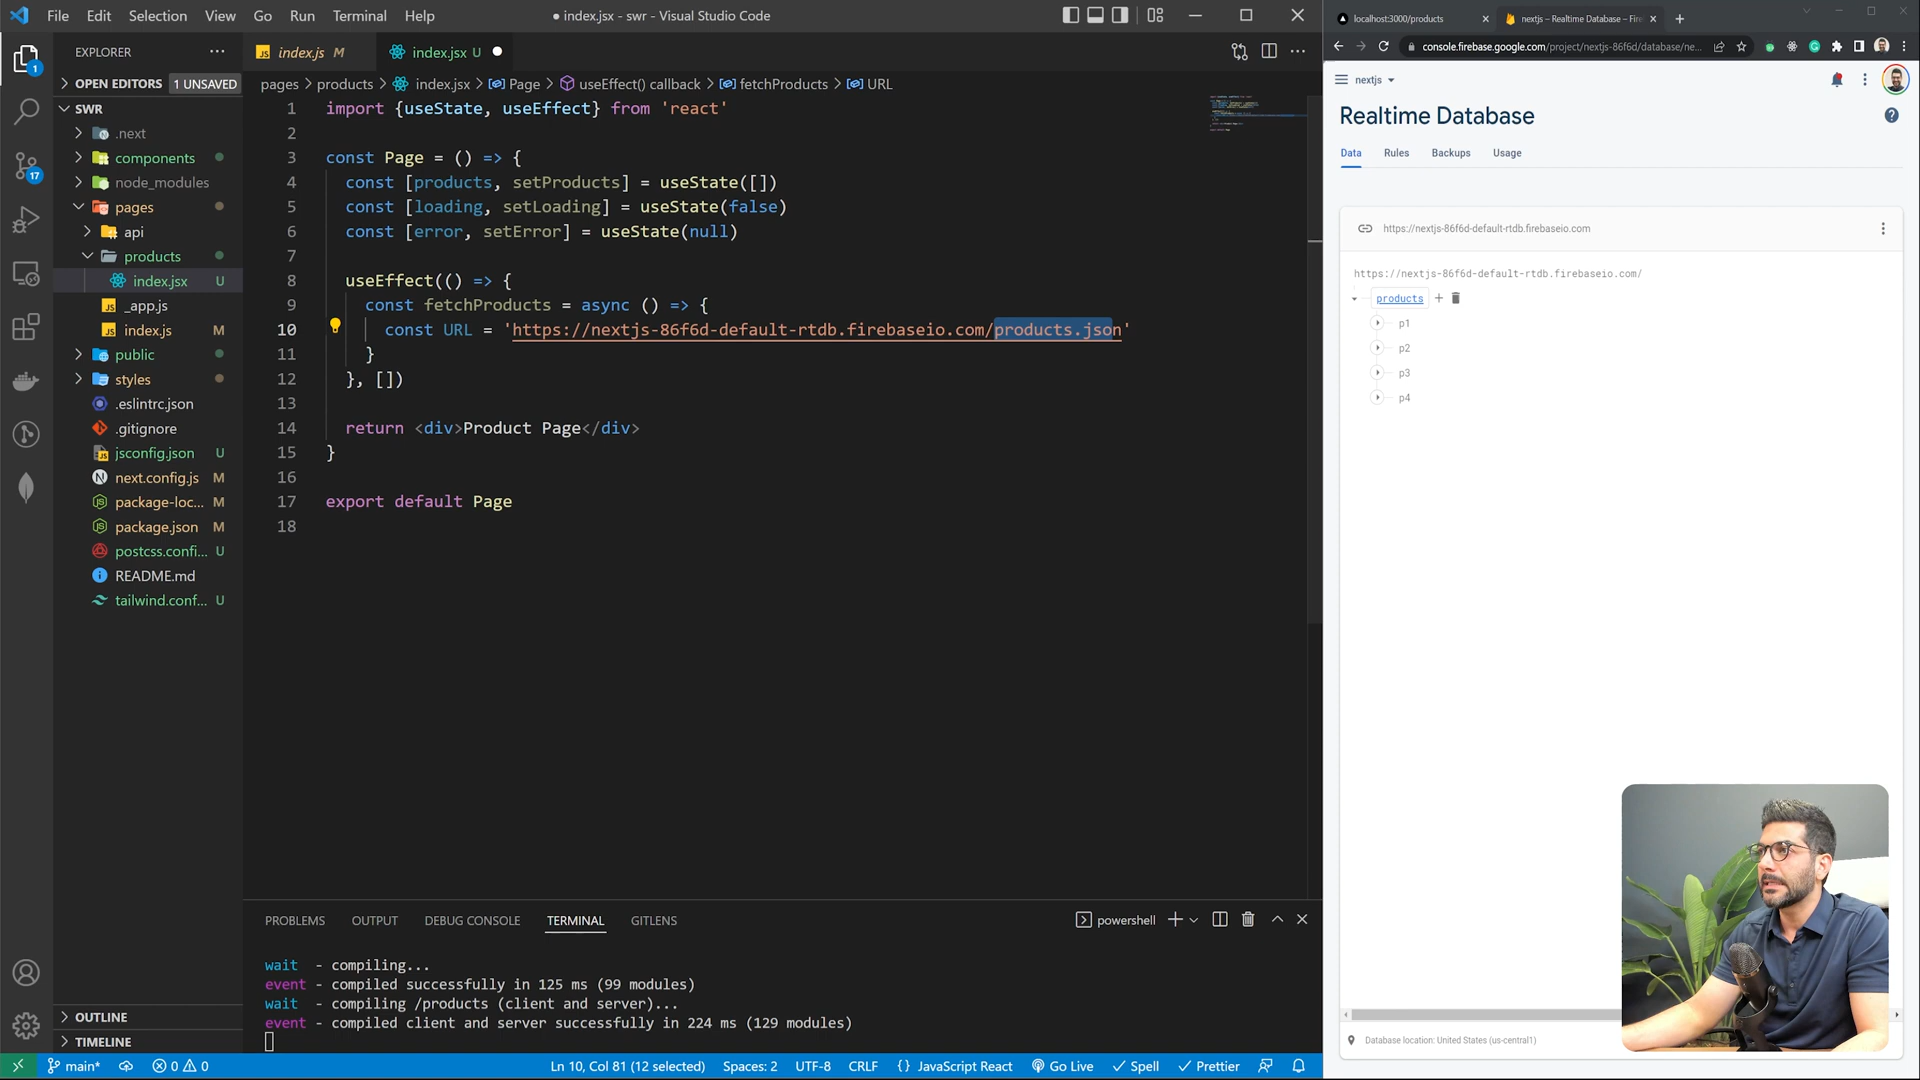 File Edit Selection View Go Run Terminal Help
● index.jsx - swr - Visual Studio Code
EXPLORER
OPEN EDITORS 1 UNSAVED
SWR
.next
components
node_modules
pages
api
products
index.jsx U
_app.js
index.js M
public
styles
.eslintrc.json
.gitignore
jsconfig.json U
next.config.js M
package-loc... M
package.json M
postcss.confi... U
README.md
tailwind.conf... U
OUTLINE
TIMELINE
1
17
JS index.js M
index.jsx U ●
pages > products > index.jsx > Page > useEffect() callback > fetchProducts > URL
1 import {useState, useEffect} from 'react'
2
3 const Page = () => {
4 const [products, setProducts] = useState([])
5 const [loading, setLoading] = useState(false)
6 const [error, setError] = useState(null)
7
8 useEffect(() => {
9 const fetchProducts = async () => {
10 const URL = 'https://nextjs-86f6d-default-rtdb.firebaseio.com/products.json'
11 }
12 }, [])
13
14 return <div>Product Page</div>
15 }
16
17 export default Page
18
PROBLEMS OUTPUT DEBUG CONSOLE TERMINAL GITLENS
powershell
wait - compiling...
event - compiled successfully in 125 ms (99 modules)
wait - compiling /products (client and server)...
event - compiled client and server successfully in 224 ms (129 modules)
main* 0 0 Ln 10, Col 81 (12 selected) Spaces: 2 UTF-8 CRLF {} JavaScript React Go Live Spell Prettier
localhost:3000/products
nextjs – Realtime Database – Fire
console.firebase.google.com/project/nextjs-86f6d/database/ne...
nextjs
Realtime Database
Data Rules Backups Usage
https://nextjs-86f6d-default-rtdb.firebaseio.com
https://nextjs-86f6d-default-rtdb.firebaseio.com/
products
p1
p2
p3
p4
Database location: United States (us-central1)